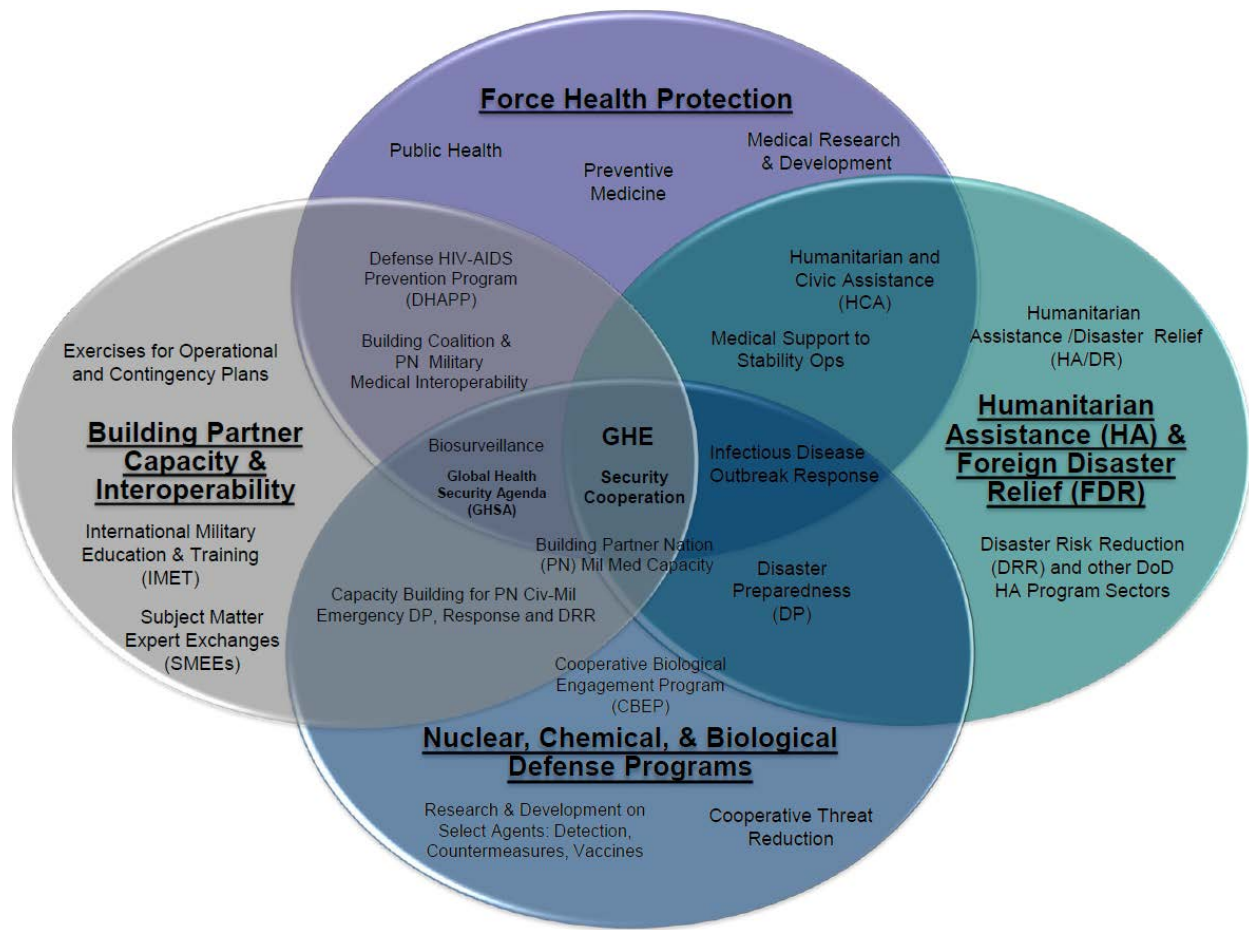 Force Health Protection
Public Health
Preventive
Medicine
Medical Research
& Development
Defense HIV-AIDS
Prevention Program
(DHAPP)
Building Coalition &
PN Military
Medical Interoperability
Humanitarian and
Civic Assistance
(HCA)
Medical Support to
Stability Ops
Humanitarian
Assistance /Disaster Relief
(HA/DR)
Humanitarian
Assistance (HA) &
Foreign Disaster
Relief (FDR)
Disaster Risk Reduction
(DRR) and other DoD
HA Program Sectors
Exercises for Operational
and Contingency Plans
Building Partner
Capacity &
Interoperability
International Military
Education & Training
(IMET)
Subject Matter
Expert Exchanges
(SMEEs)
Biosurveillance
Global Health
Security Agenda
(GHSA)
GHE
Security
Cooperation
Infectious Disease
Outbreak Response
Building Partner Nation
(PN) Mil Med Capacity
Capacity Building for PN Civ-Mil
Emergency DP, Response and DRR
Disaster
Preparedness
(DP)
Cooperative Biological
Engagement Program
(CBEP)
Nuclear, Chemical, & Biological
Defense Programs
Research & Development on
Select Agents: Detection,
Countermeasures, Vaccines
Cooperative Threat
Reduction